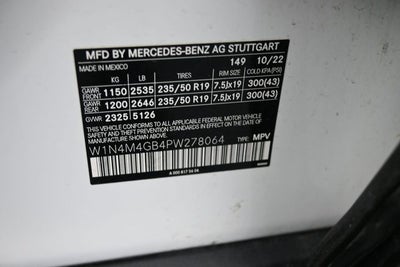 MFD BY MERCEDES-BENZ AG STUTTGART
MADE IN MEXICO 149 10/22
KG LB TIRES RIM SIZE COLD KPA(PSI)
GAWR FRONT 1150 2535 235/50 R19 7.5Jx19 300(43)
GAWR REAR 1200 2646 235/50 R19 7.5Jx19 300(43)
GVWR 2325 5126
THIS VEHICLE CONFORMS TO ALL APPLICABLE FEDERAL MOTOR VEHICLE
SAFETY STANDARDS IN EFFECT ON THE DATE OF MANUFACTURE SHOWN ABOVE.
W1N4M4GB4PW278064 TYPE: MPV